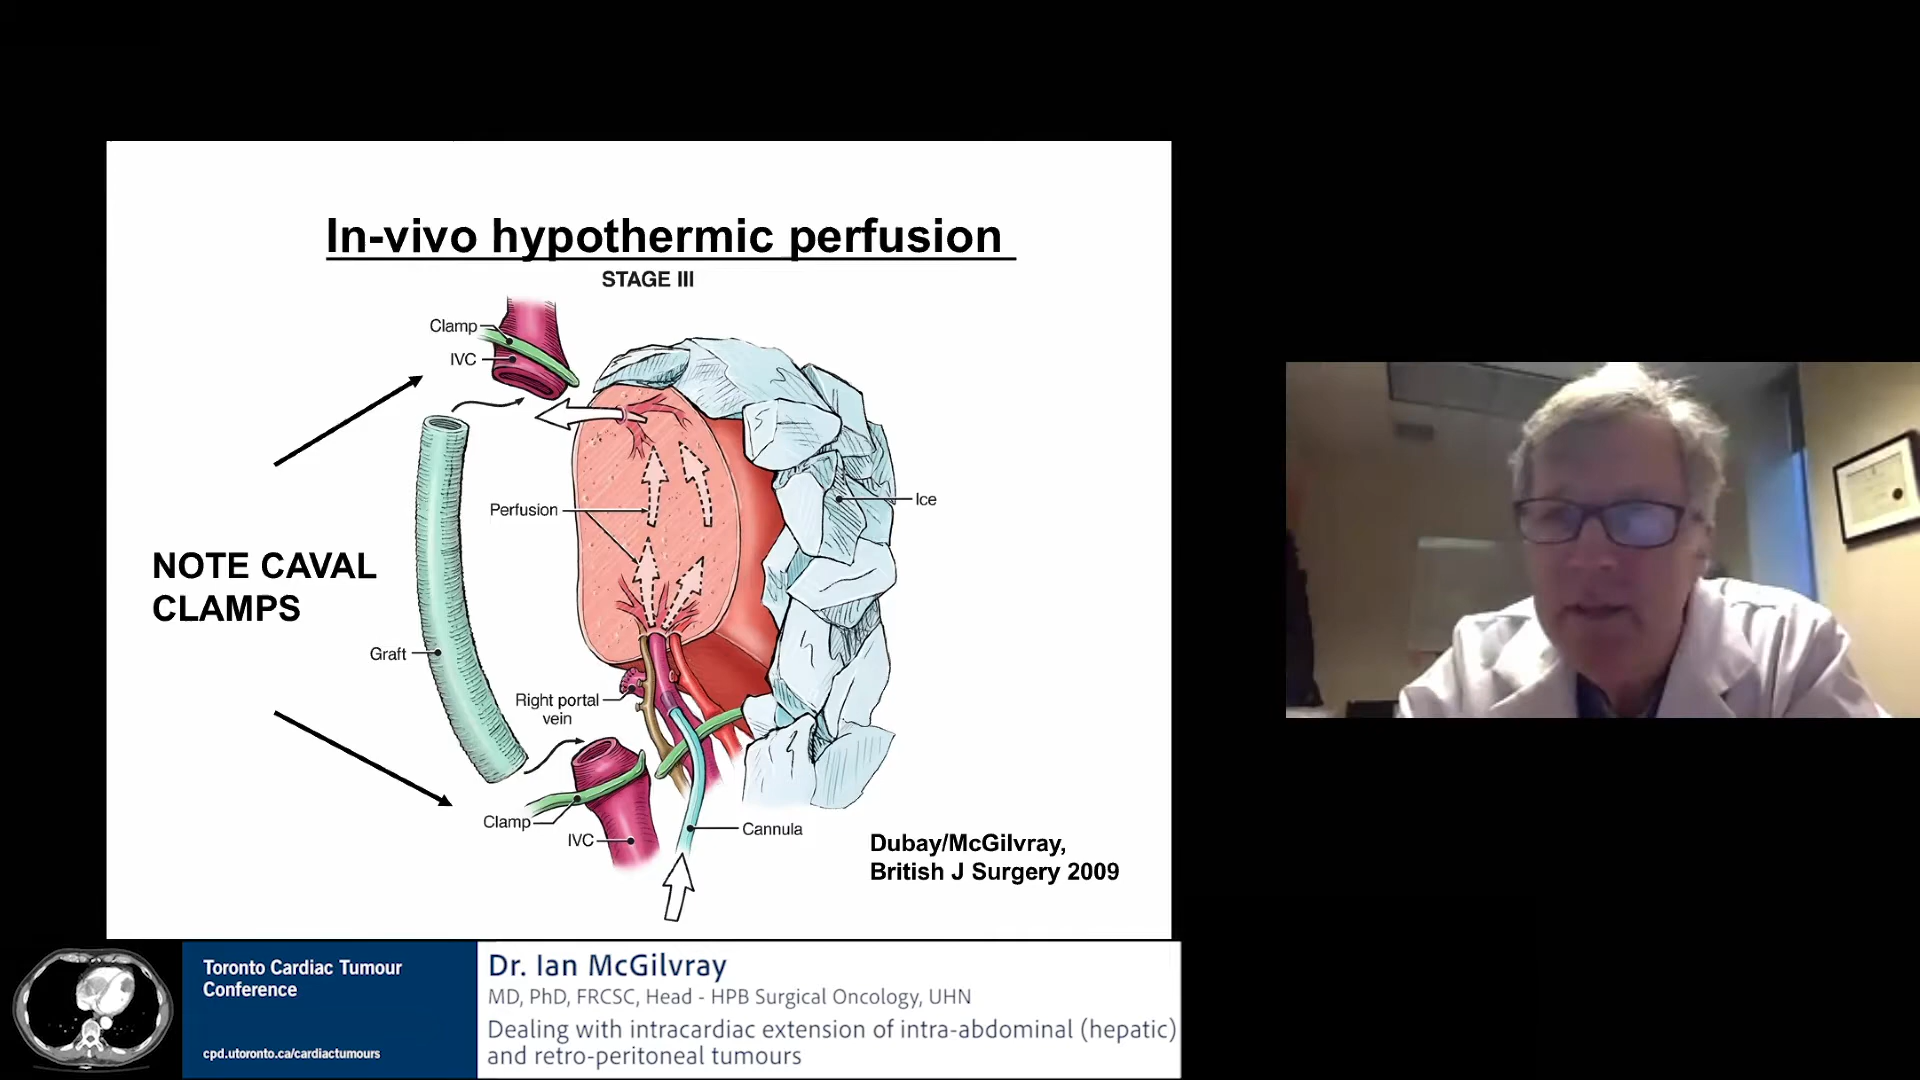 In-vivo hypothermic perfusion
STAGE III
Clamp
IVC
Perfusion
Ice
NOTE CAVAL
CLAMPS
Graft
Right portal
vein
Clamp
IVC
Cannula
Dubay/McGilvray,
British J Surgery 2009
Toronto Cardiac Tumour
Conference
cpd.utoronto.ca/cardiactumours
Dr. Ian McGilvray
MD, PhD, FRCSC, Head - HPB Surgical Oncology, UHN
Dealing with intracardiac extension of intra-abdominal (hepatic)
and retro-peritoneal tumours